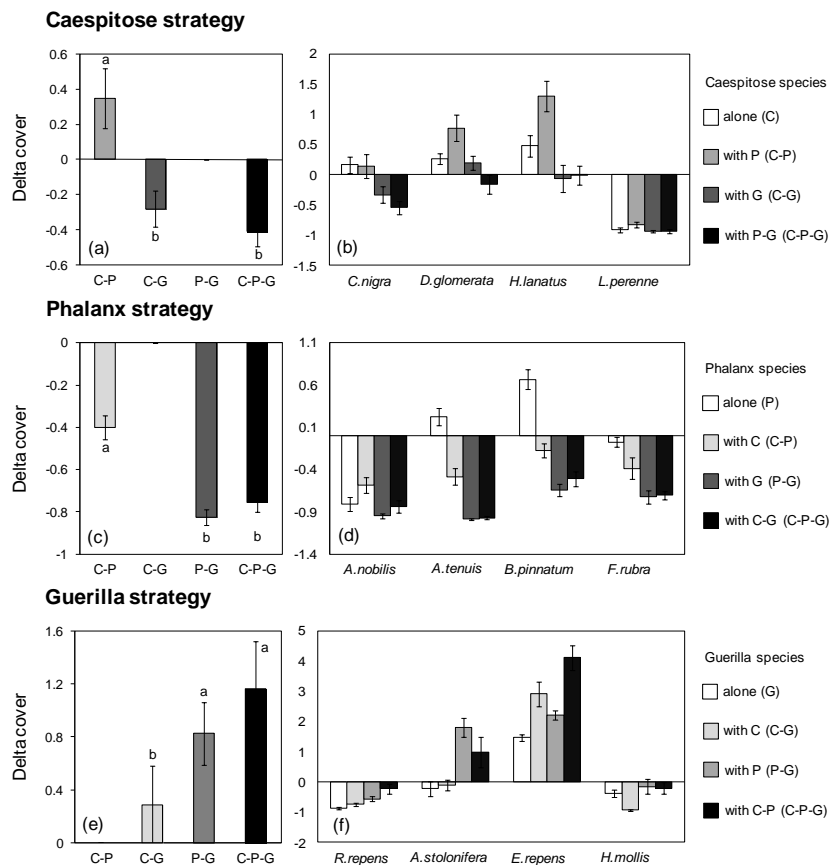 Caespitose strategy
Delta cover
0.6
0.4
0.2
0
-0.2
-0.4
-0.6
a
b
b
(a)
C-P C-G P-G C-P-G
2
1.5
1
0.5
0
-0.5
-1
-1.5
(b)
C.nigra D.glomerata H.lanatus L.perenne
Caespitose species
alone (C)
with P (C-P)
with G (C-G)
with P-G (C-P-G)
Phalanx strategy
Delta cover
0
-0.2
-0.4
-0.6
-0.8
-1
a
b
b
(c)
C-P C-G P-G C-P-G
1.1
0.6
0.1
-0.4
-0.9
-1.4
(d)
A.nobilis A.tenuis B.pinnatum F.rubra
Phalanx species
alone (P)
with C (C-P)
with G (P-G)
with C-G (C-P-G)
Guerilla strategy
Delta cover
1.6
1.2
0.8
0.4
0
b
a
a
(e)
C-P C-G P-G C-P-G
5
4
3
2
1
0
-1
-2
(f)
R.repens A.stolonifera E.repens H.mollis
Guerilla species
alone (G)
with C (C-G)
with P (P-G)
with C-P (C-P-G)